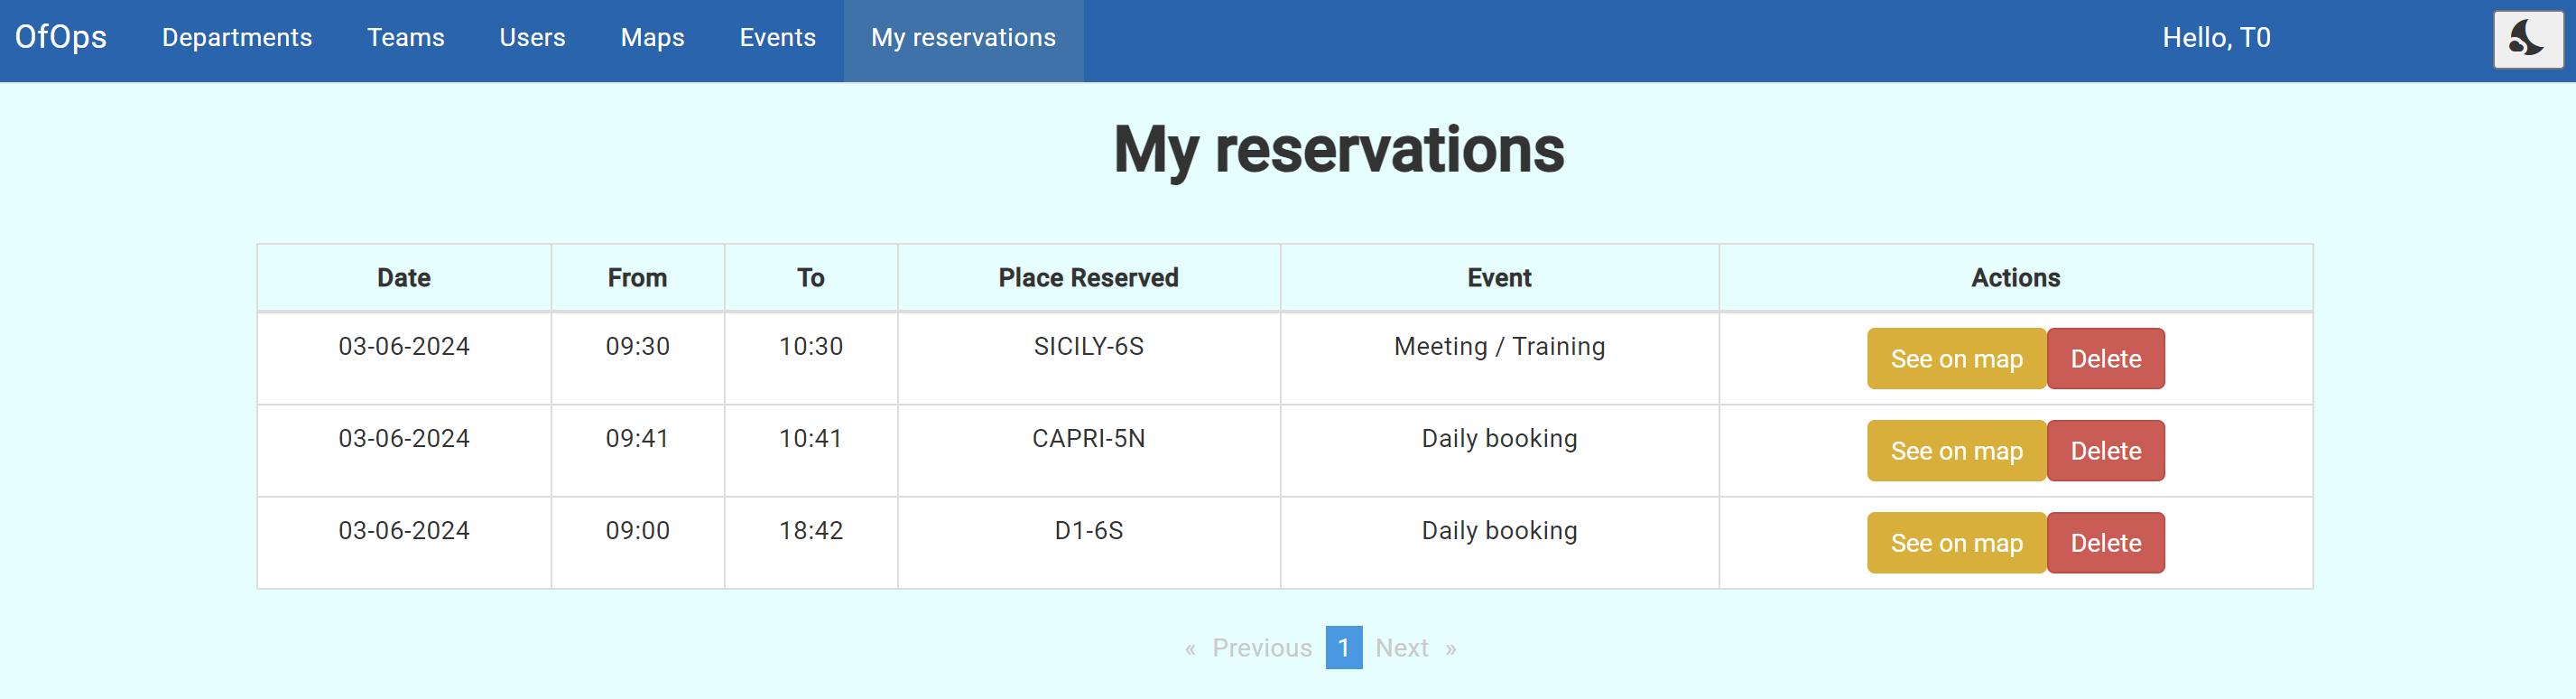 OfOps Departments Teams Users Maps Events My reservations Hello, T0
My reservations
Date From To Place Reserved Event Actions
03-06-2024 09:30 10:30 SICILY-6S Meeting / Training See on map Delete
03-06-2024 09:41 10:41 CAPRI-5N Daily booking See on map Delete
03-06-2024 09:00 18:42 D1-6S Daily booking See on map Delete
« Previous 1 Next »